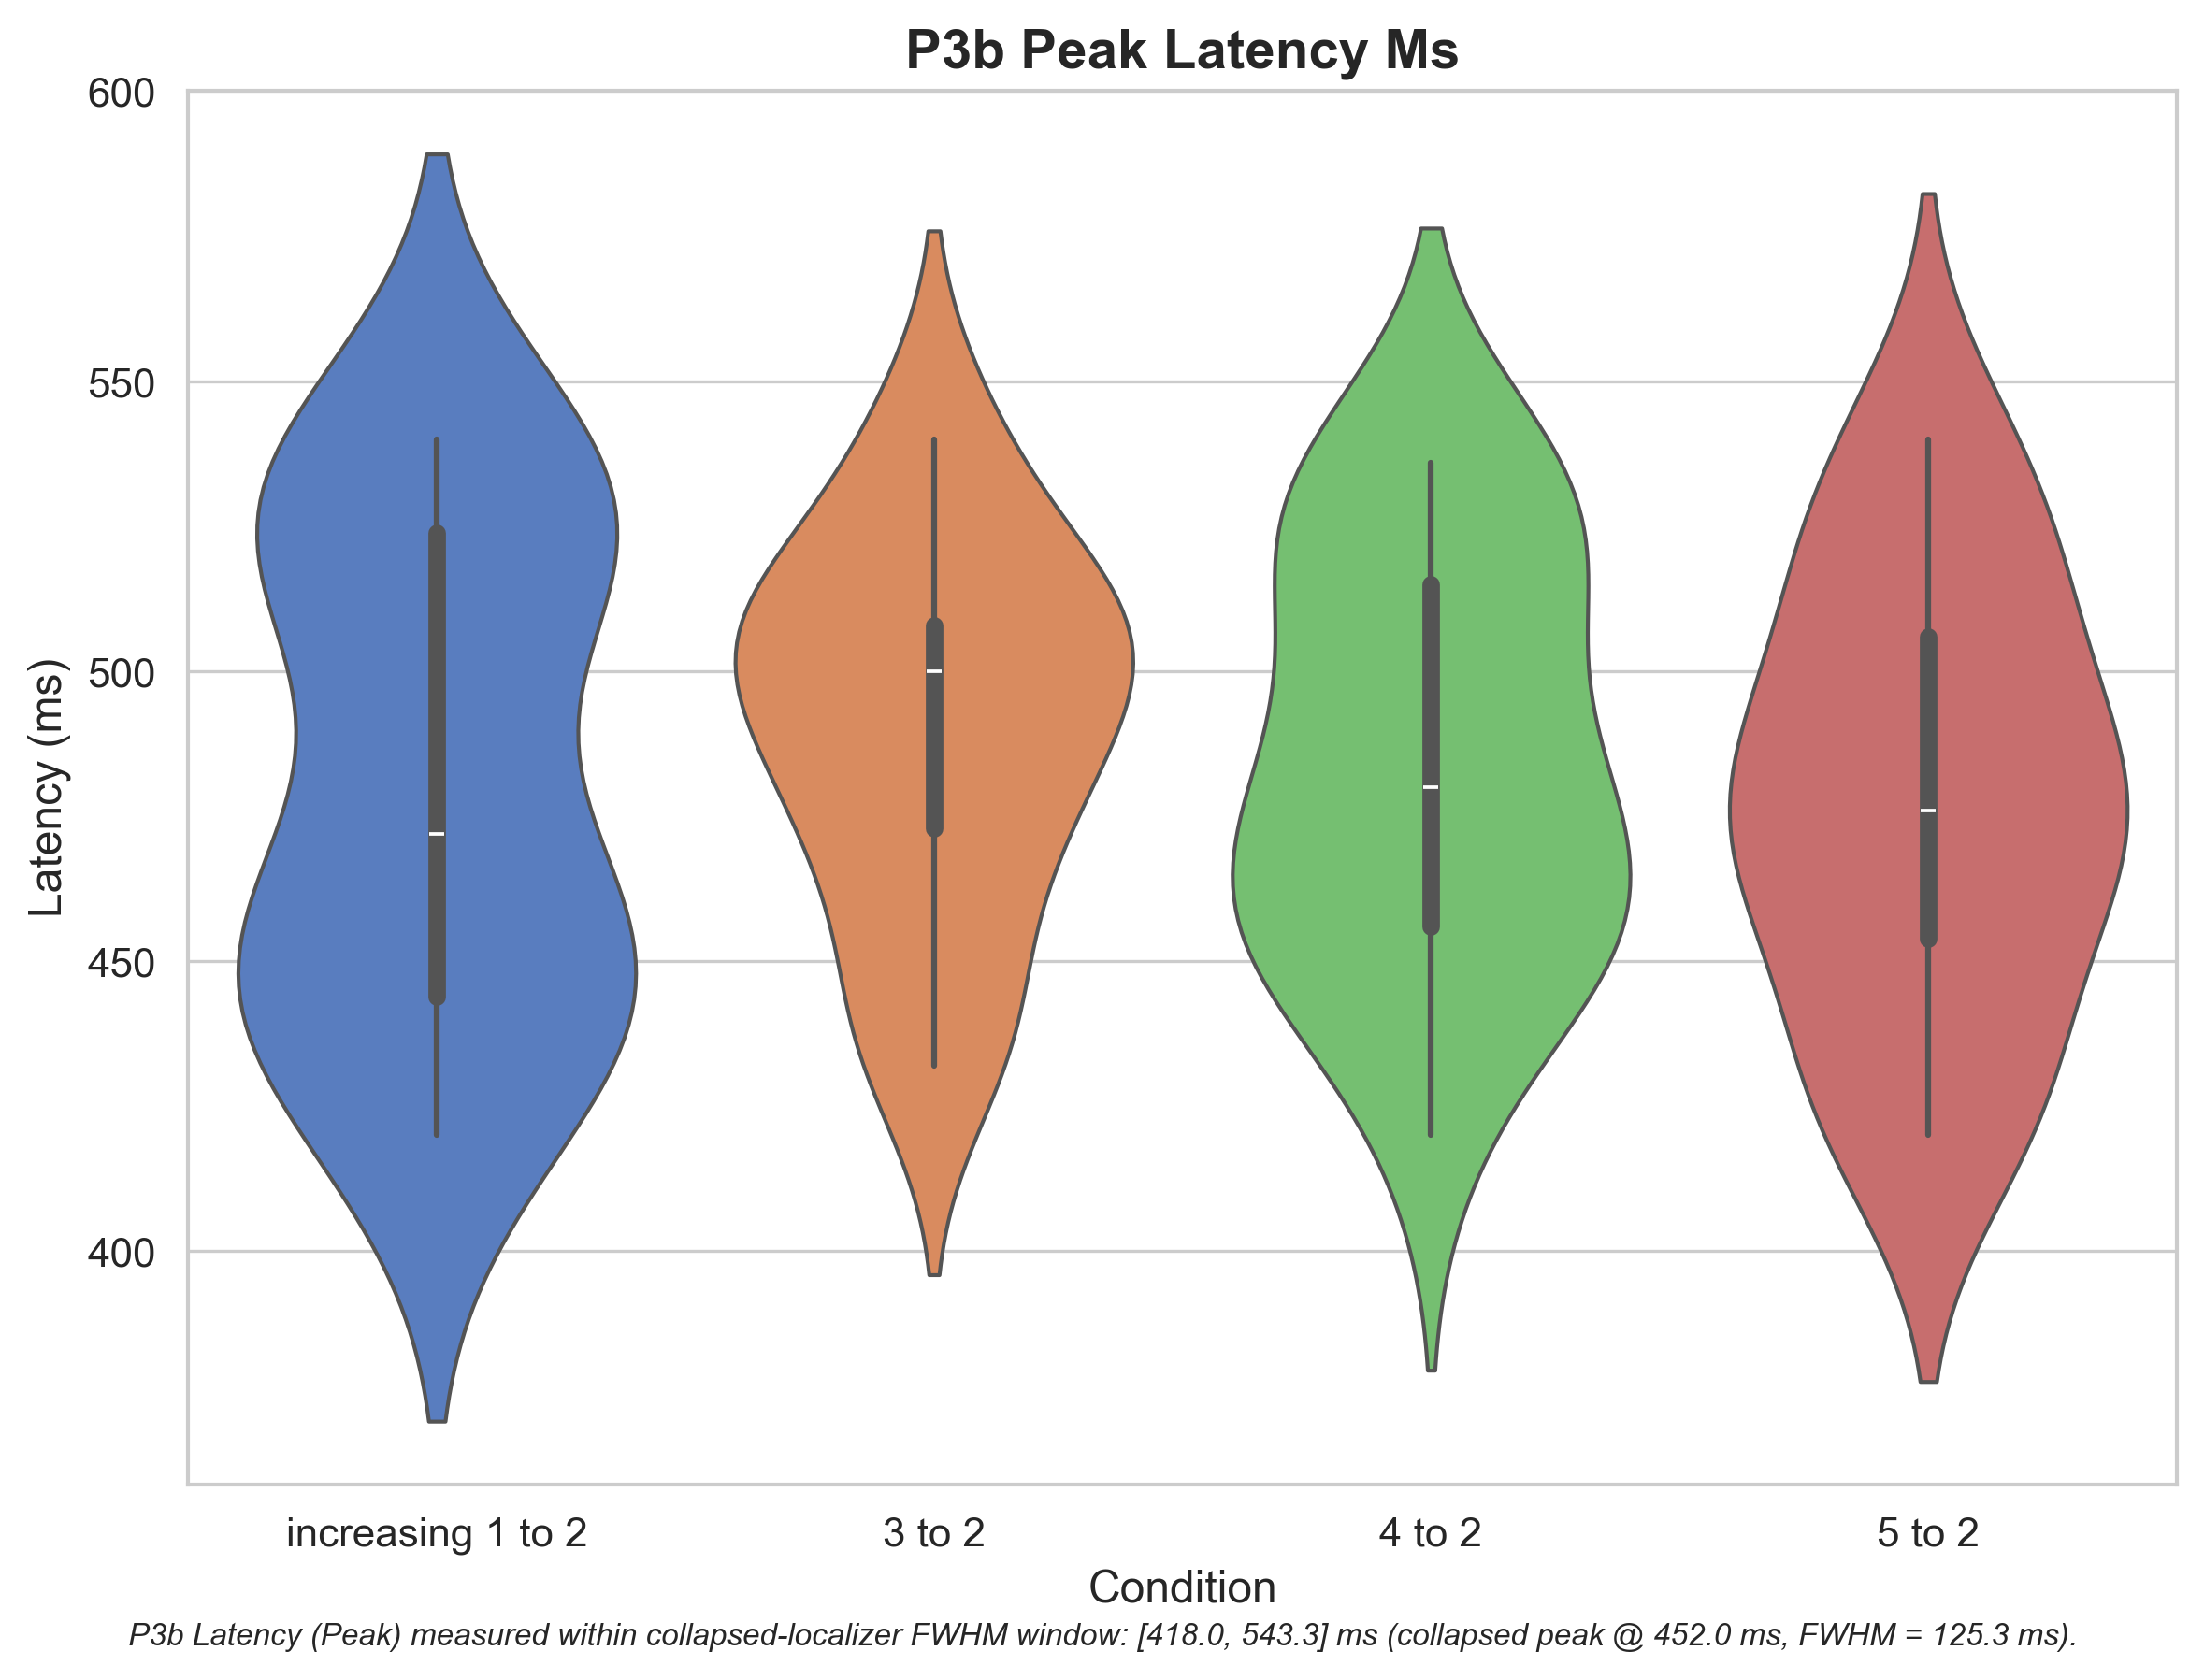 P3b Peak Latency Ms
600
550
500
450
400
Latency (ms)
increasing 1 to 2
3 to 2
4 to 2
5 to 2
Condition
P3b Latency (Peak) measured within collapsed-localizer FWHM window: [418.0, 543.3] ms (collapsed peak @ 452.0 ms, FWHM = 125.3 ms).